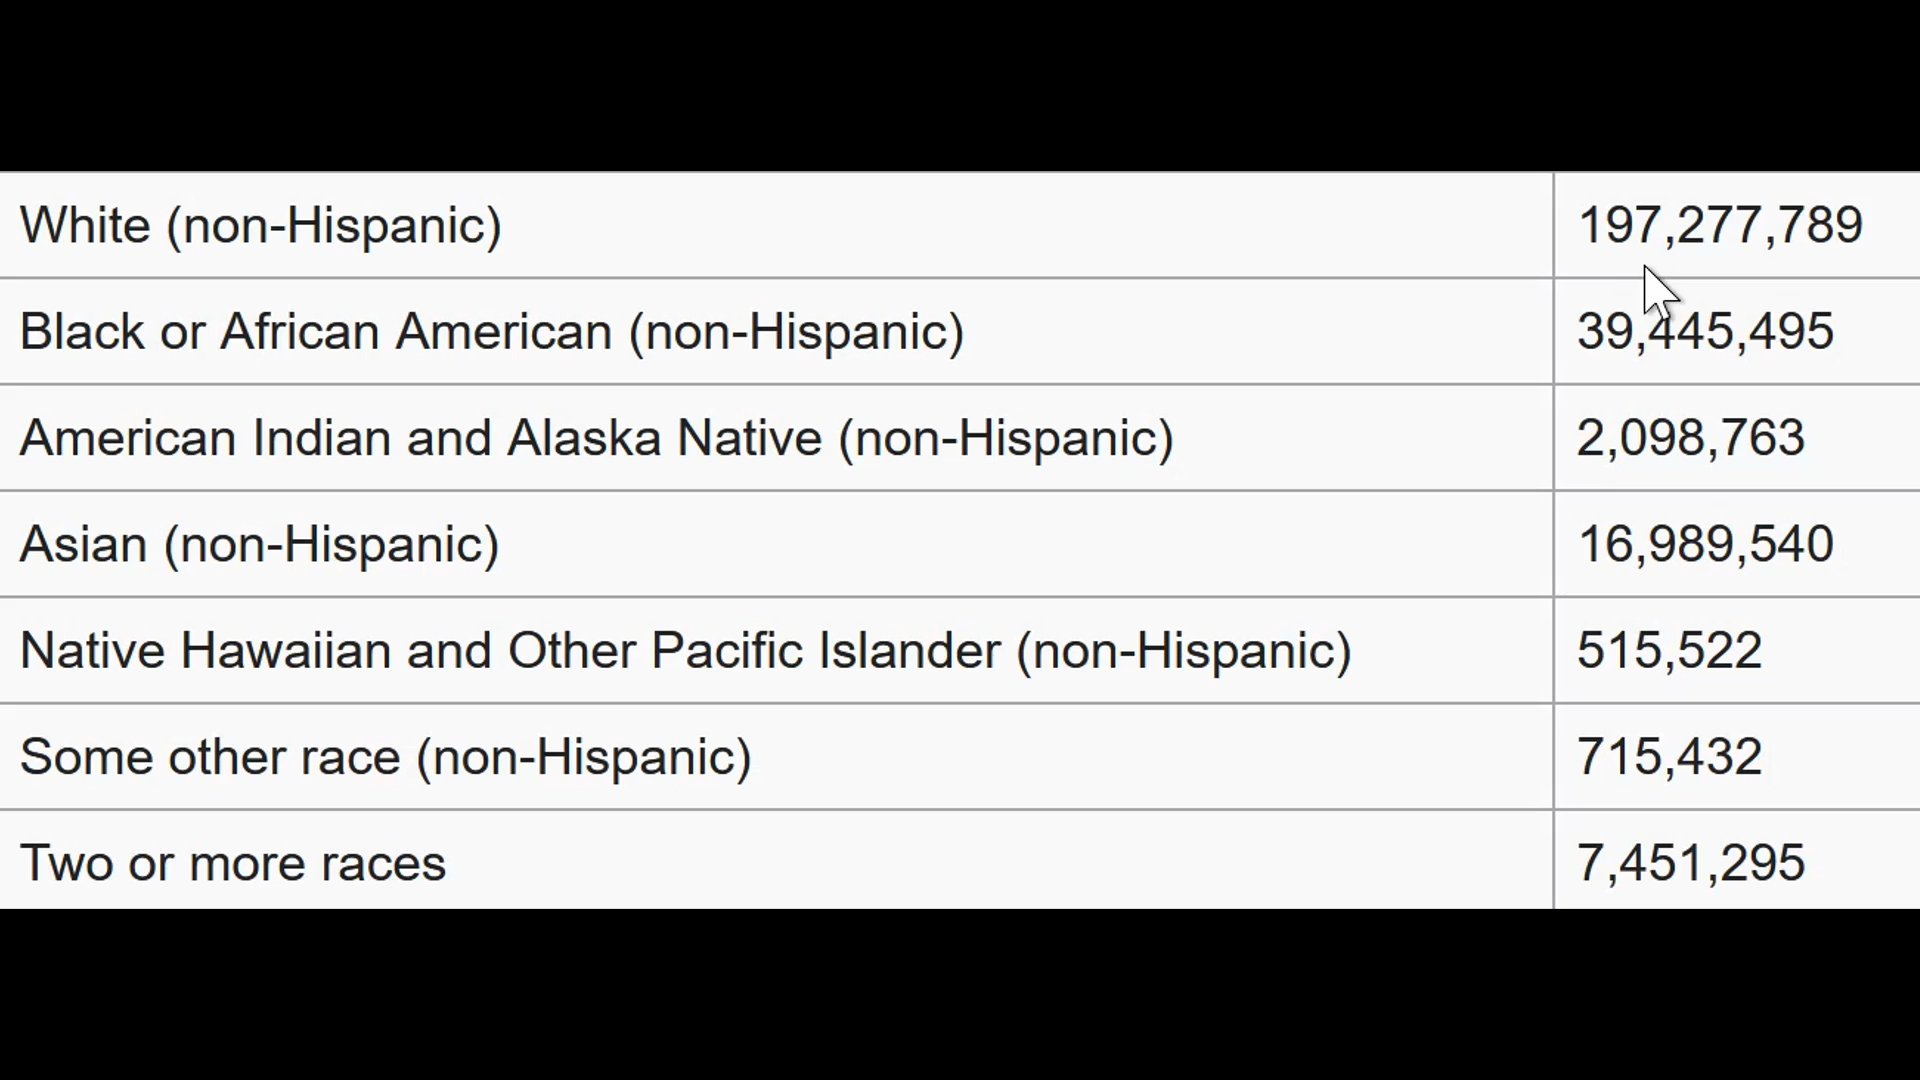 White (non-Hispanic) 197,277,789
Black or African American (non-Hispanic) 39,445,495
American Indian and Alaska Native (non-Hispanic) 2,098,763
Asian (non-Hispanic) 16,989,540
Native Hawaiian and Other Pacific Islander (non-Hispanic) 515,522
Some other race (non-Hispanic) 715,432
Two or more races 7,451,295